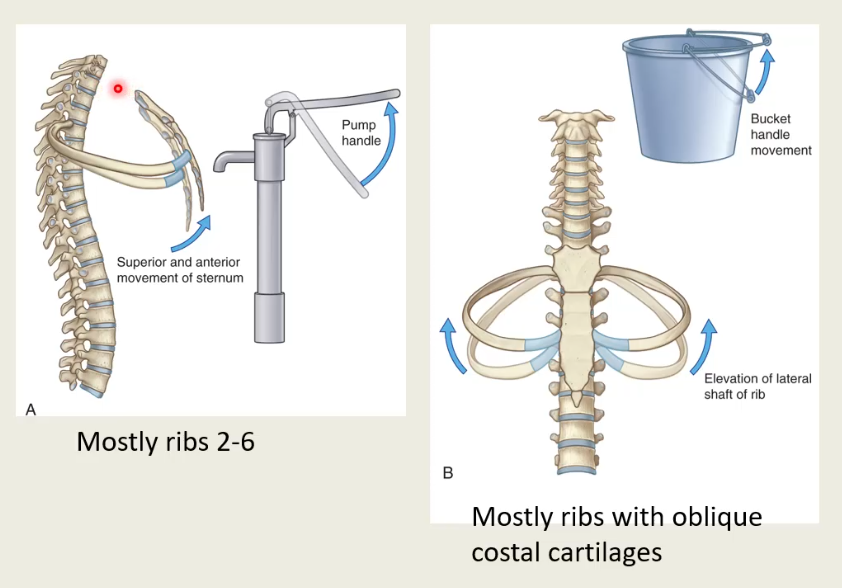 Pump
handle
Superior and anterior
movement of sternum
A
Mostly ribs 2-6
Bucket
handle
movement
Elevation of lateral
shaft of rib
B
Mostly ribs with oblique
costal cartilages